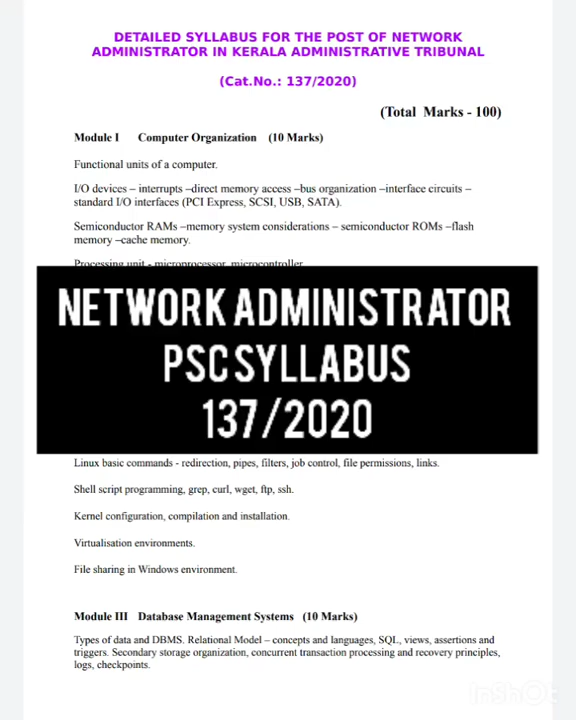 DETAILED SYLLABUS FOR THE POST OF NETWORK
ADMINISTRATOR IN KERALA ADMINISTRATIVE TRIBUNAL
(Cat.No.: 137/2020)
(Total Marks - 100)
Module I Computer Organization (10 Marks)
Functional units of a computer.
I/O devices – interrupts –direct memory access –bus organization –interface circuits –
standard I/O interfaces (PCI Express, SCSI, USB, SATA).
Semiconductor RAMs –memory system considerations – semiconductor ROMs –flash
memory –cache memory.
Processing unit - microprocessor, microcontroller
NETWORK ADMINISTRATOR
PSC SYLLABUS
137/2020
Linux basic commands - redirection, pipes, filters, job control, file permissions, links.
Shell script programming, grep, curl, wget, ftp, ssh.
Kernel configuration, compilation and installation.
Virtualisation environments.
File sharing in Windows environment.
Module III Database Management Systems (10 Marks)
Types of data and DBMS. Relational Model – concepts and languages, SQL, views, assertions and
triggers. Secondary storage organization, concurrent transaction processing and recovery principles,
logs, checkpoints.
InShOt